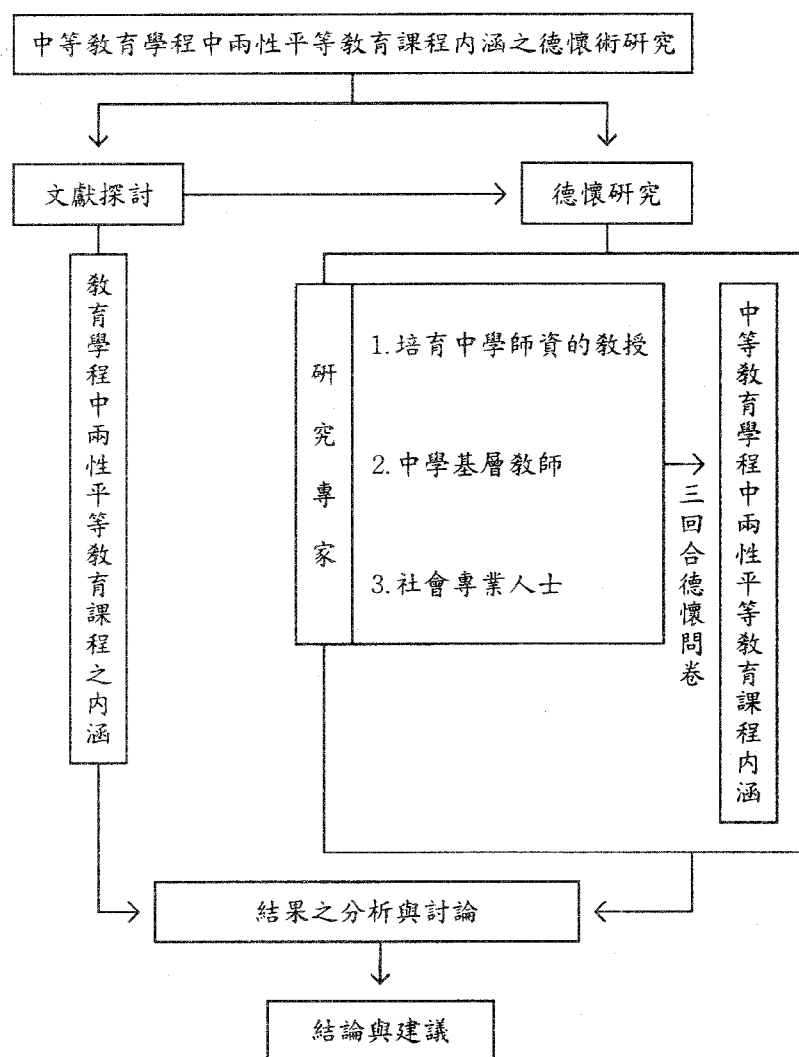 中等教育學程中兩性平等教育課程內涵之德懷術研究
文獻探討
德懷研究
教育學程中兩性平等教育課程之內涵
研究專家
1.培育中學師資的教授
2.中學基層教師
3.社會專業人士
三回合德懷問卷
中等教育學程中兩性平等教育課程內涵
結果之分析與討論
結論與建議